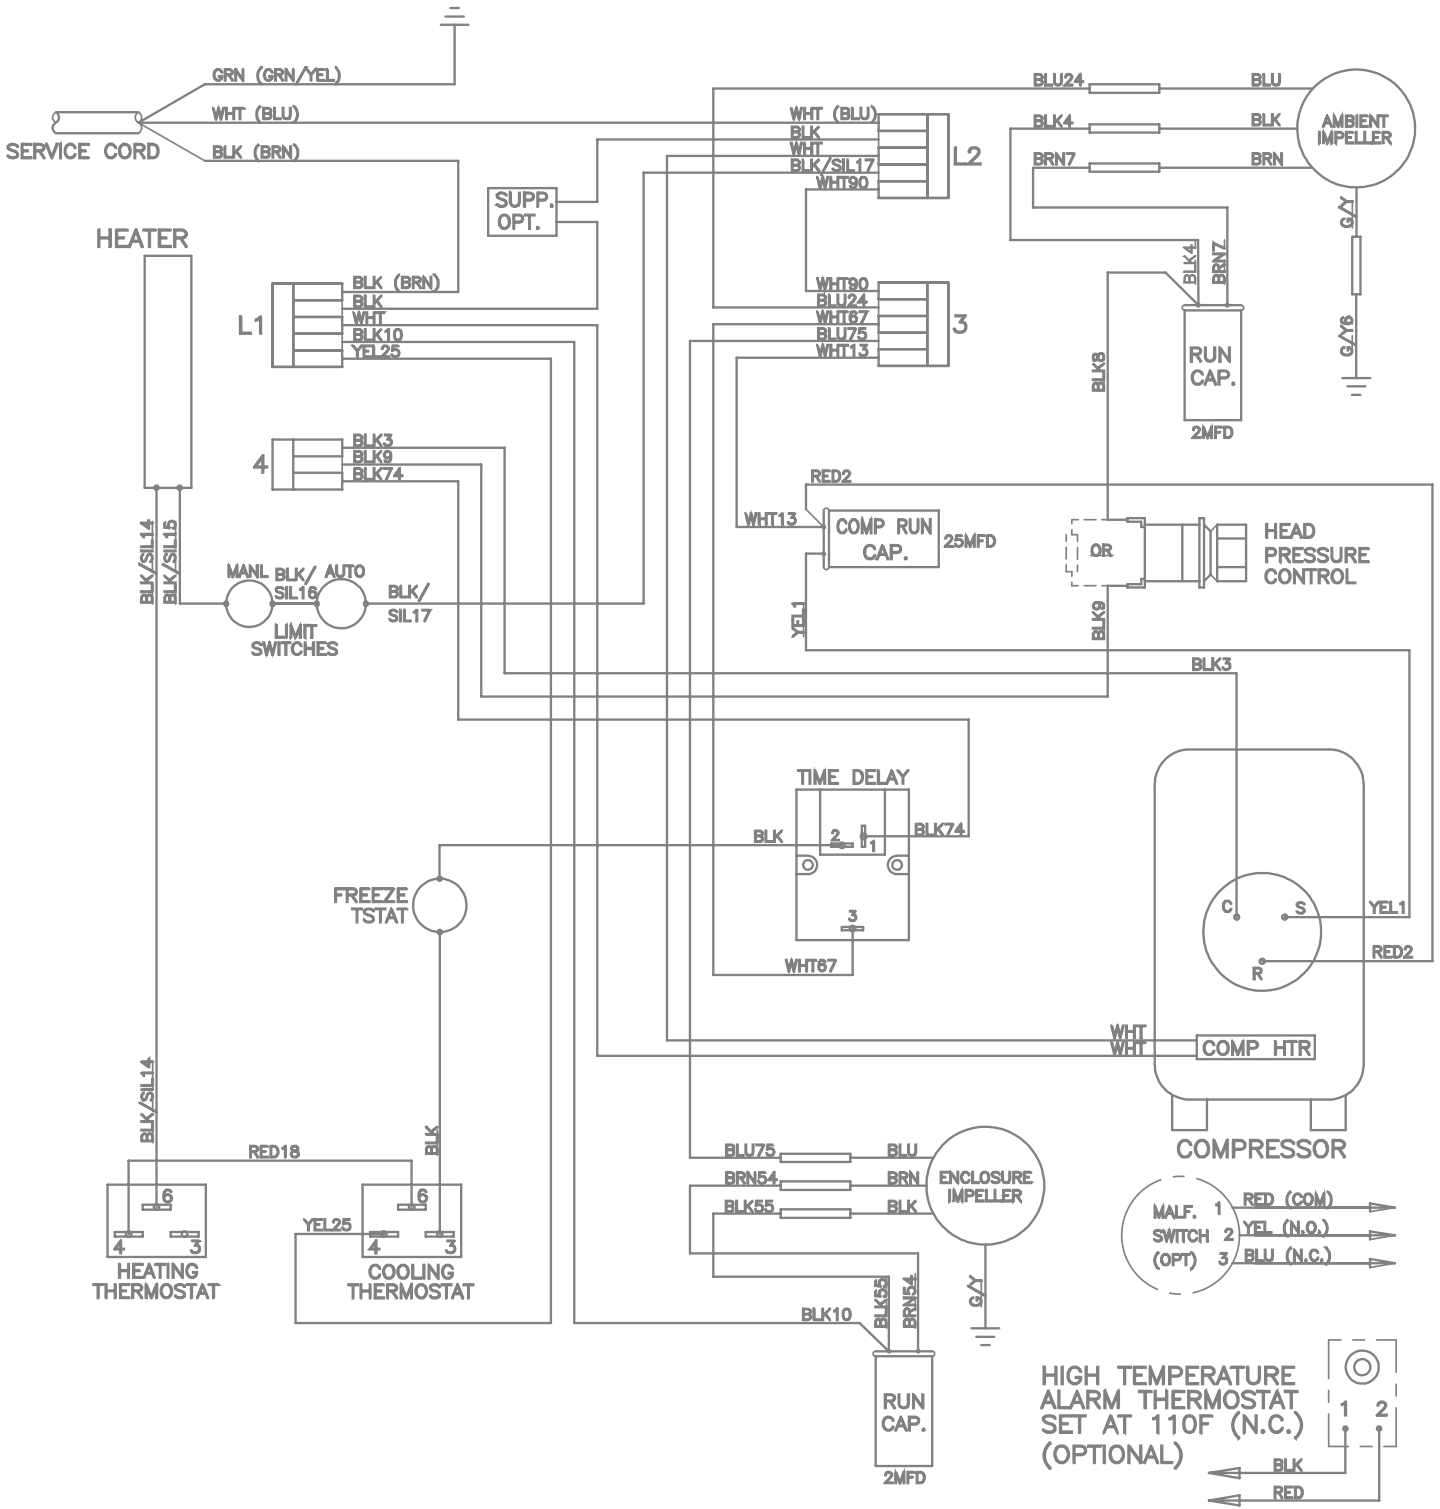 GRN (GRN/YEL)
WHT (BLU)
SERVICE CORD
BLK (BRN)
BLU24
BLU
BLK4
BLK
BRN7
BRN
AMBIENT
IMPELLER
WHT (BLU)
BLK
WHT
BLK/SIL17
WHT90
L2
SUPP.
OPT.
G/Y
G/Y6
HEATER
BLK (BRN)
BLK
WHT
BLK10
YEL25
L1
WHT90
BLU24
WHT67
BLU75
WHT13
3
BLK4
BRN7
RUN
CAP.
2MFD
BLK8
4
BLK3
BLK9
BLK74
RED2
WHT13
COMP RUN
CAP.
25MFD
YEL1
OR
BLK9
HEAD
PRESSURE
CONTROL
BLK/SIL14
BLK/SIL15
MANL
BLK/
SIL16
AUTO
BLK/
SIL17
LIMIT
SWITCHES
BLK3
TIME DELAY
BLK
2
1
BLK74
3
WHT67
FREEZE
TSTAT
C
S
R
YEL1
RED2
WHT
WHT
COMP HTR
COMPRESSOR
BLK/SIL14
BLK
RED18
6
4
3
HEATING
THERMOSTAT
YEL25
6
4
3
COOLING
THERMOSTAT
BLU75
BLU
BRN54
BRN
BLK55
BLK
ENCLOSURE
IMPELLER
G/Y
BLK10
BLK55
BRN54
RUN
CAP.
2MFD
MALF.
SWITCH
(OPT)
1
RED (COM)
2
YEL (N.O.)
3
BLU (N.C.)
HIGH TEMPERATURE
ALARM THERMOSTAT
SET AT 110F (N.C.)
(OPTIONAL)
1
2
BLK
RED